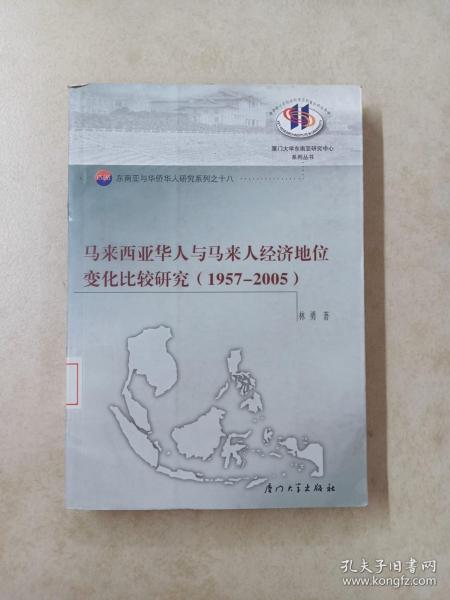 厦门大学东南亚研究中心
系列丛书
东南亚与华侨华人研究系列之十八
马来西亚华人与马来人经济地位
变化比较研究（1957-2005）
林勇 著
厦门大学出版社
孔夫子旧书网
www.kongfz.com